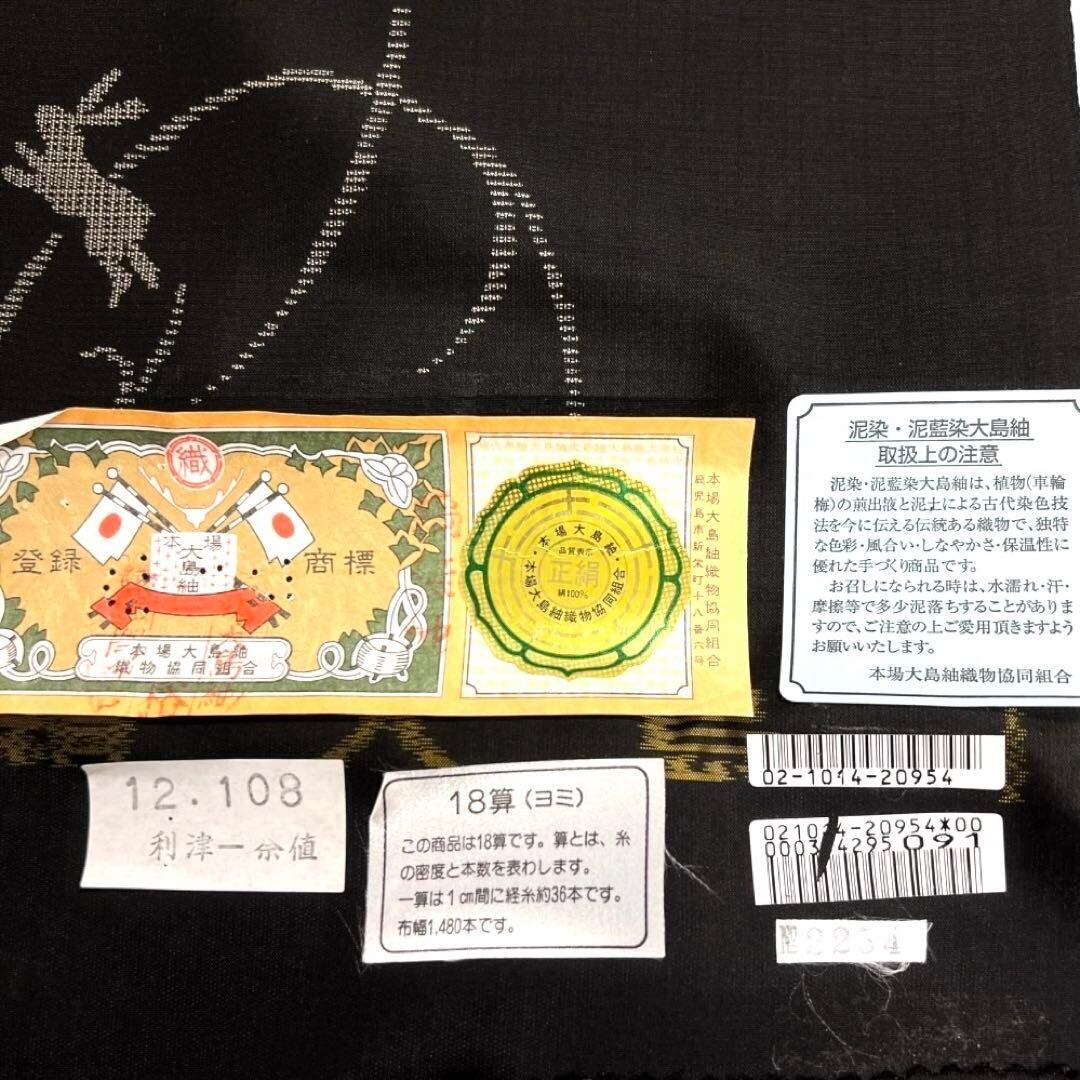 織
登録
商標
本場
大島
紬
本場大島紬
織物協同組合
本場大島紬織物協同組合
鹿児島市新栄町十八番六号
・本場大島紬・
品質表示
正絹
絹100%
本場大島紬織物協同組合
泥染・泥藍染大島紬
取扱上の注意
泥染・泥藍染大島紬は、植物(車輪
梅)の煎出液と泥土による古代染色技
法を今に伝える伝統ある織物で、独特
な色彩・風合い・しなやかさ・保温性に
優れた手づくり商品です。
お召しになられる時は、水濡れ・汗・
摩擦等で多少泥落ちすることがありま
すので、ご注意の上ご愛用頂きますよう
お願いいたします。
本場大島紬織物協同組合
12.108
利津一余値
18算(ヨミ)
この商品は18算です。算とは、糸
の密度と本数を表わします。
一算は1㎝間に経糸約36本です。
布幅1,480本です。
02-1014-20954
021014-20954*00
4295
091